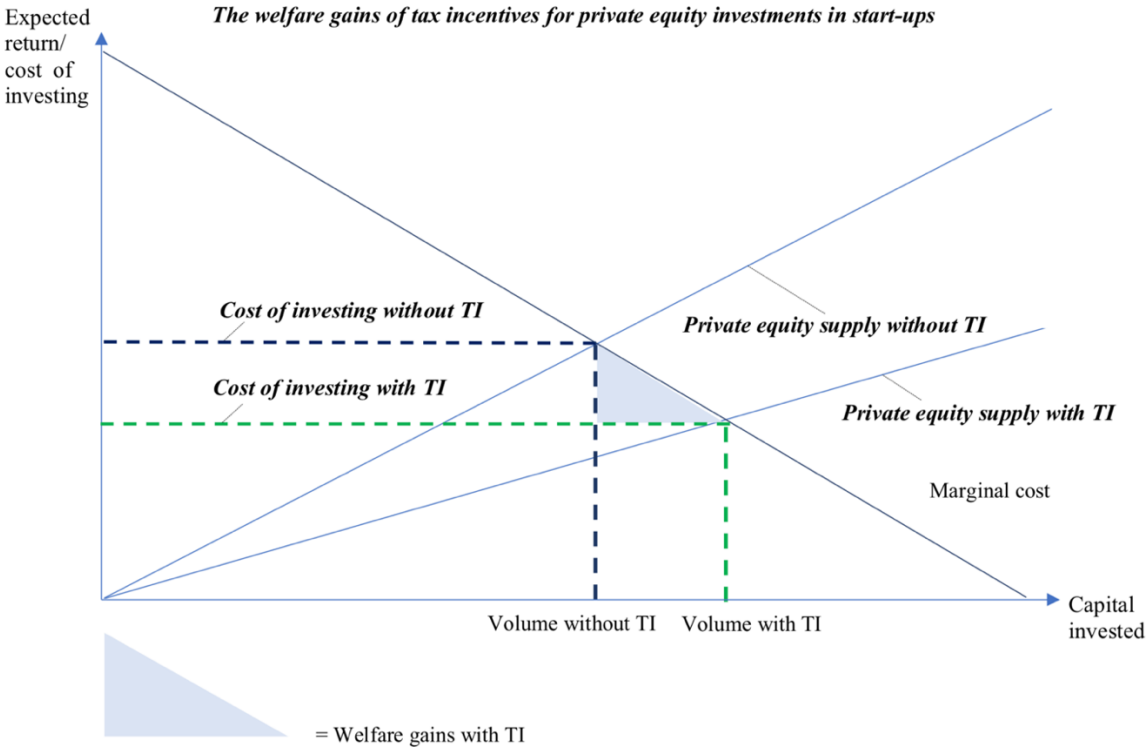 The welfare gains of tax incentives for private equity investments in start-ups
Expected
return/
cost of
investing
Cost of investing without TI
Private equity supply without TI
Cost of investing with TI
Private equity supply with TI
Marginal cost
Volume without TI
Volume with TI
Capital
invested
= Welfare gains with TI